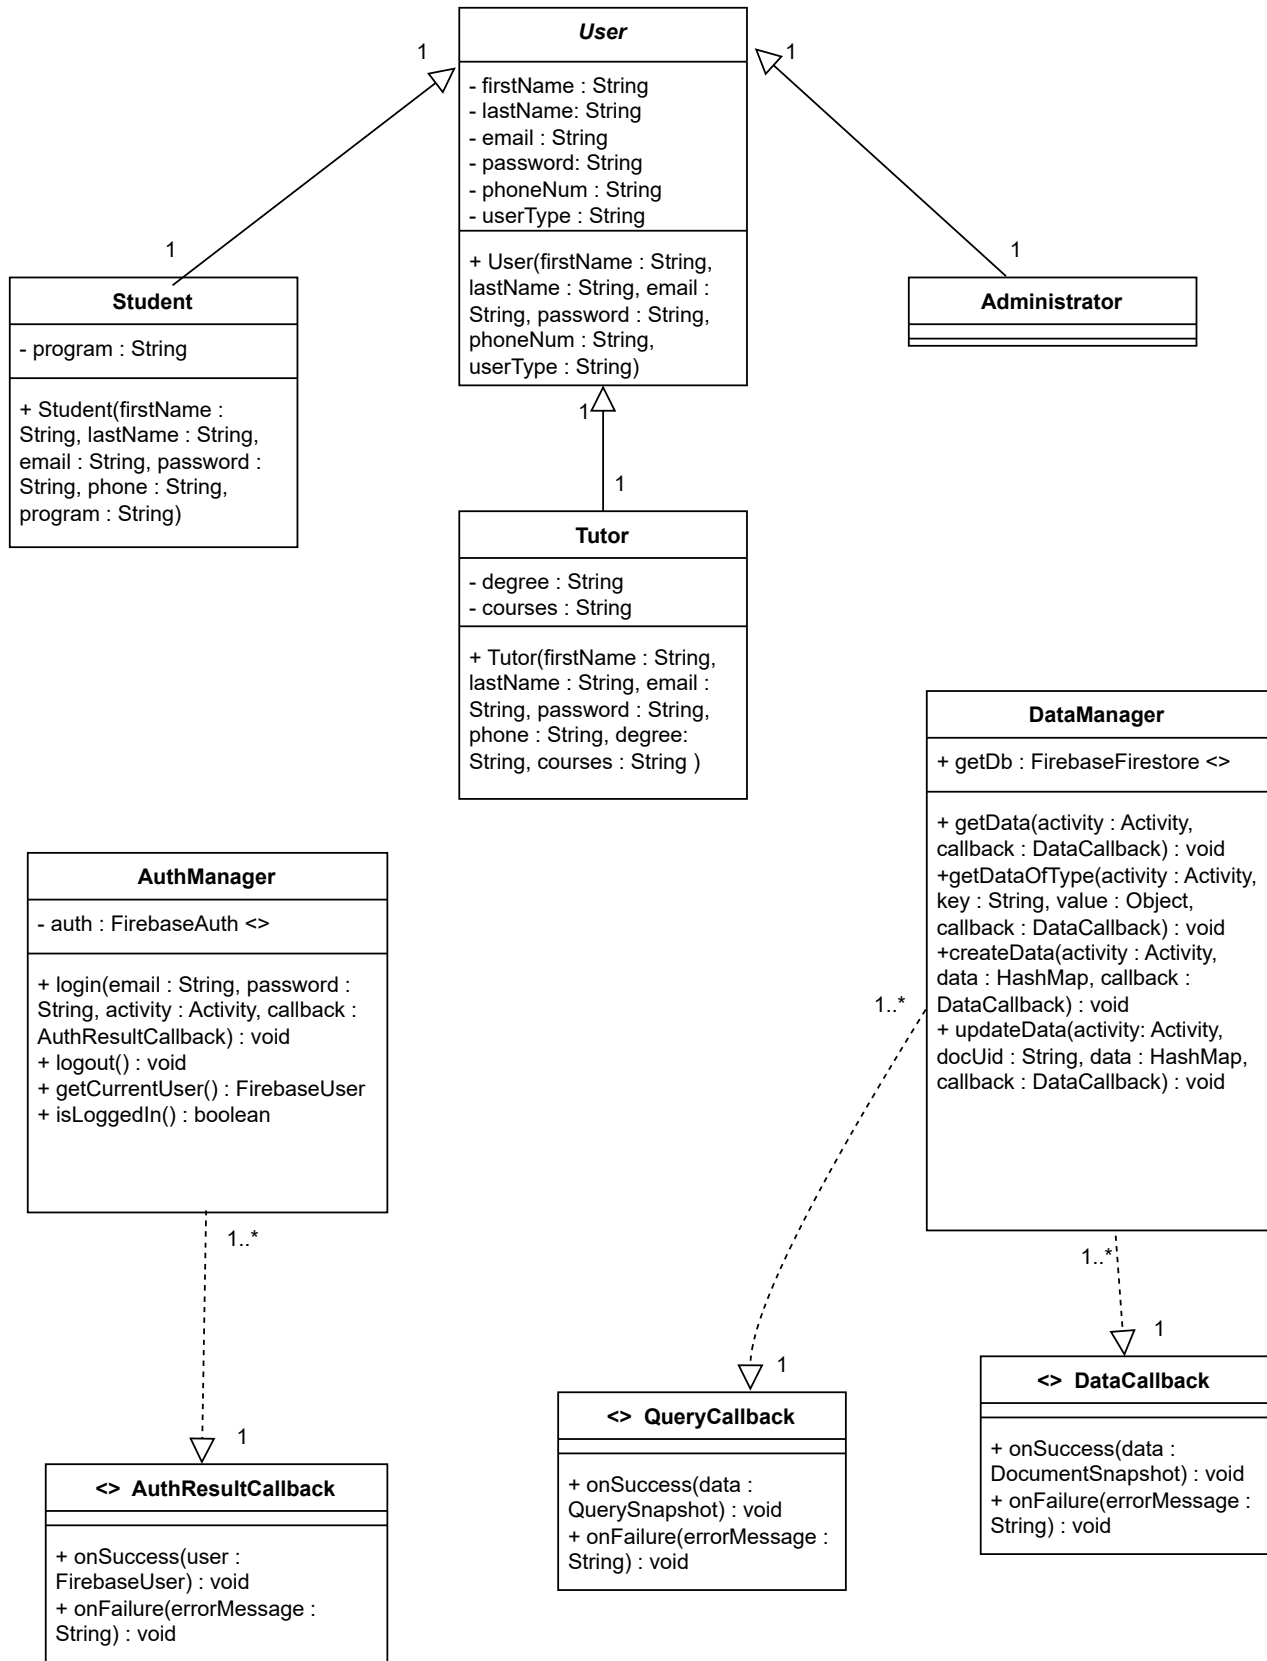 User
- firstName : String
- lastName: String
- email : String
- password: String
- phoneNum : String
- userType : String
+ User(firstName : String,
lastName : String, email :
String, password : String,
phoneNum : String,
userType : String)
1
1
1
1
Student
- program : String
+ Student(firstName :
String, lastName : String,
email : String, password :
String, phone : String,
program : String)
Administrator
1
1
Tutor
- degree : String
- courses : String
+ Tutor(firstName : String,
lastName : String, email :
String, password : String,
phone : String, degree:
String, courses : String )
DataManager
+ getDb : FirebaseFirestore <>
+ getData(activity : Activity,
callback : DataCallback) : void
+getDataOfType(activity : Activity,
key : String, value : Object,
callback : DataCallback) : void
+createData(activity : Activity,
data : HashMap, callback :
DataCallback) : void
+ updateData(activity: Activity,
docUid : String, data : HashMap,
callback : DataCallback) : void
AuthManager
- auth : FirebaseAuth <>
+ login(email : String, password :
String, activity : Activity, callback :
AuthResultCallback) : void
+ logout() : void
+ getCurrentUser() : FirebaseUser
+ isLoggedIn() : boolean
1..*
1..*
1..*
1
1
1
<> DataCallback
+ onSuccess(data :
DocumentSnapshot) : void
+ onFailure(errorMessage :
String) : void
<> QueryCallback
+ onSuccess(data :
QuerySnapshot) : void
+ onFailure(errorMessage :
String) : void
<> AuthResultCallback
+ onSuccess(user :
FirebaseUser) : void
+ onFailure(errorMessage :
String) : void